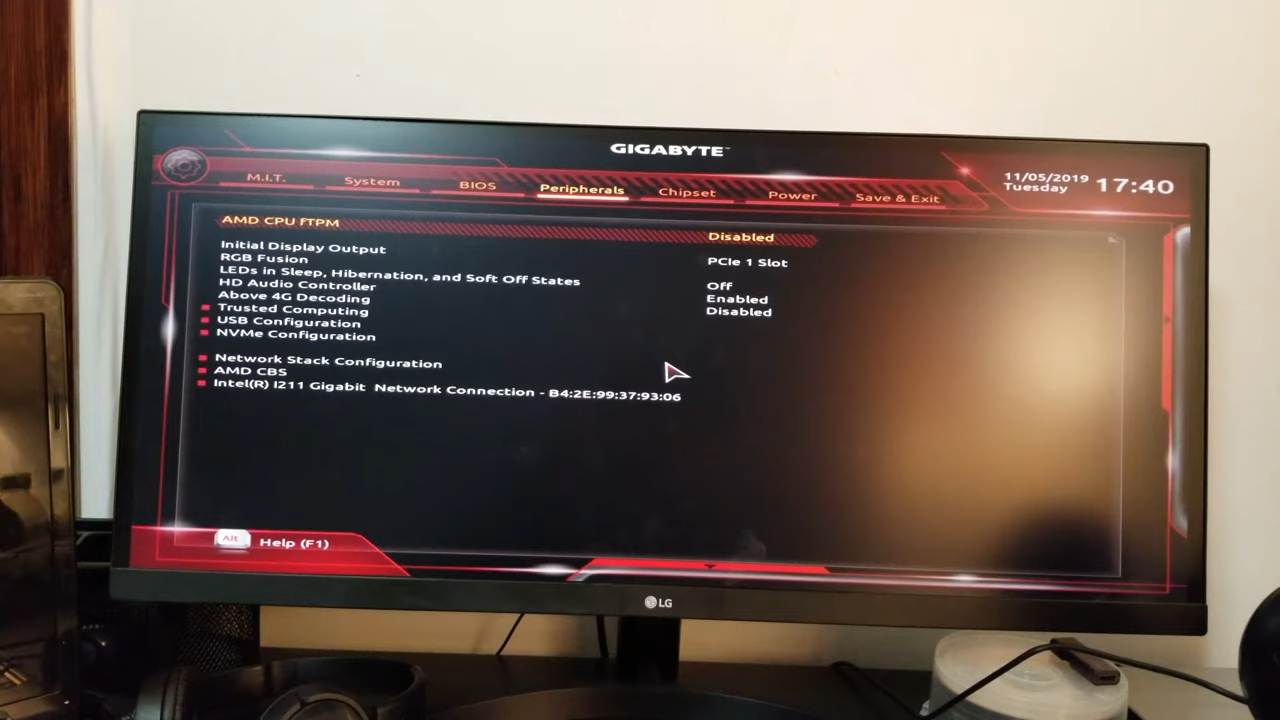 GIGABYTE™
M.I.T. System BIOS Peripherals Chipset Power Save & Exit
11/05/2019 17:40
Tuesday
AMD CPU fTPM Disabled
Initial Display Output PCIe 1 Slot
RGB Fusion
LEDs in Sleep, Hibernation, and Soft Off States Off
HD Audio Controller Enabled
Above 4G Decoding Disabled
Trusted Computing
USB Configuration
NVMe Configuration
Network Stack Configuration
AMD CBS
Intel(R) I211 Gigabit Network Connection - B4:2E:99:37:93:06
Alt Help (F1)
LG